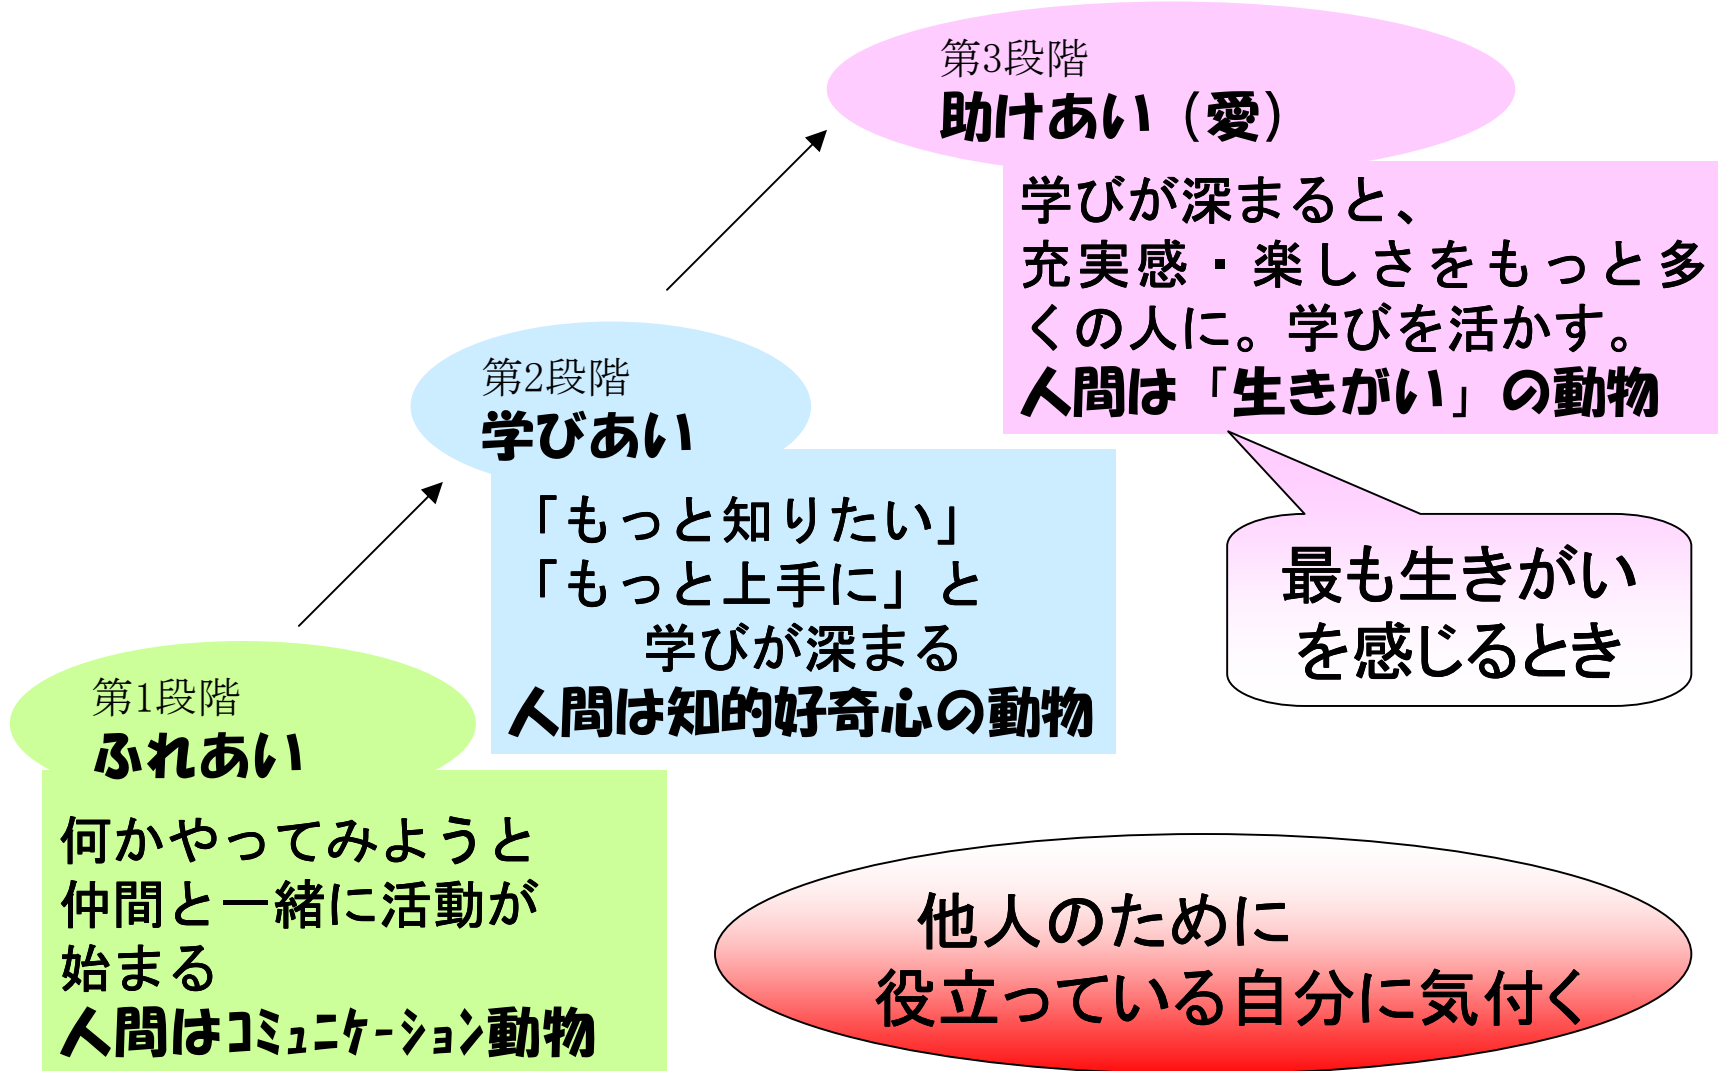 第3段階
助けあい（愛）
学びが深まると、
充実感・楽しさをもっと多
くの人に。学びを活かす。
人間は「生きがい」の動物
最も生きがい
を感じるとき
第2段階
学びあい
「もっと知りたい」
「もっと上手に」と
学びが深まる
人間は知的好奇心の動物
第1段階
ふれあい
何かやってみようと
仲間と一緒に活動が
始まる
人間はｺﾐｭﾆｹｰｼｮﾝ動物
他人のために
役立っている自分に気付く